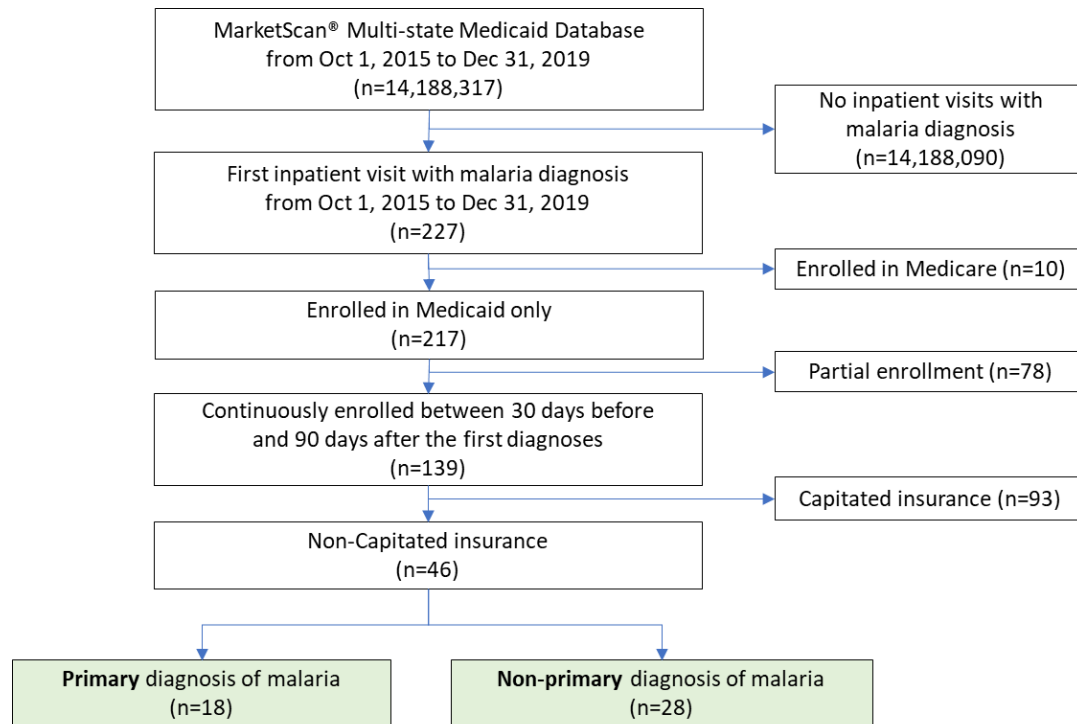 MarketScan® Multi-state Medicaid Database
from Oct 1, 2015 to Dec 31, 2019
(n=14,188,317)
No inpatient visits with
malaria diagnosis
(n=14,188,090)
First inpatient visit with malaria diagnosis
from Oct 1, 2015 to Dec 31, 2019
(n=227)
Enrolled in Medicare (n=10)
Enrolled in Medicaid only
(n=217)
Partial enrollment (n=78)
Continuously enrolled between 30 days before
and 90 days after the first diagnoses
(n=139)
Capitated insurance (n=93)
Non-Capitated insurance
(n=46)
Primary diagnosis of malaria
(n=18)
Non-primary diagnosis of malaria
(n=28)